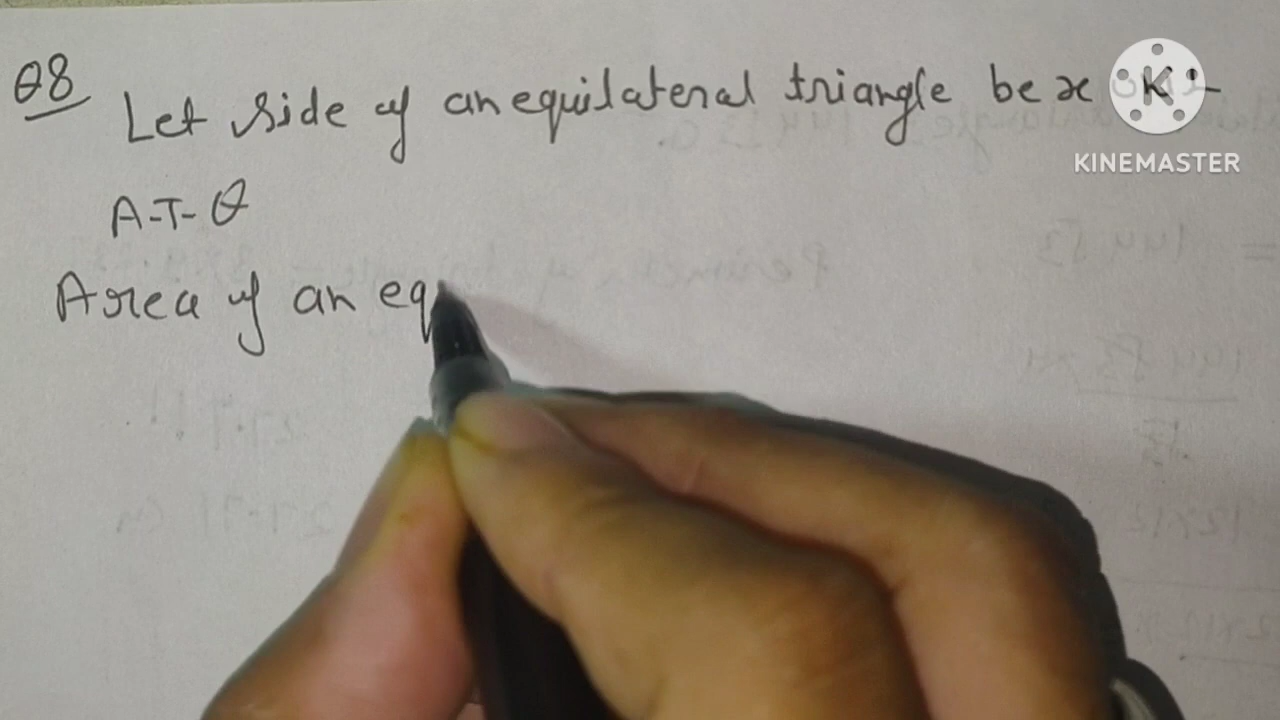 Q8 Let side of an equilateral triangle be x
A-T-Q
Area of an eq
K
KINEMASTER